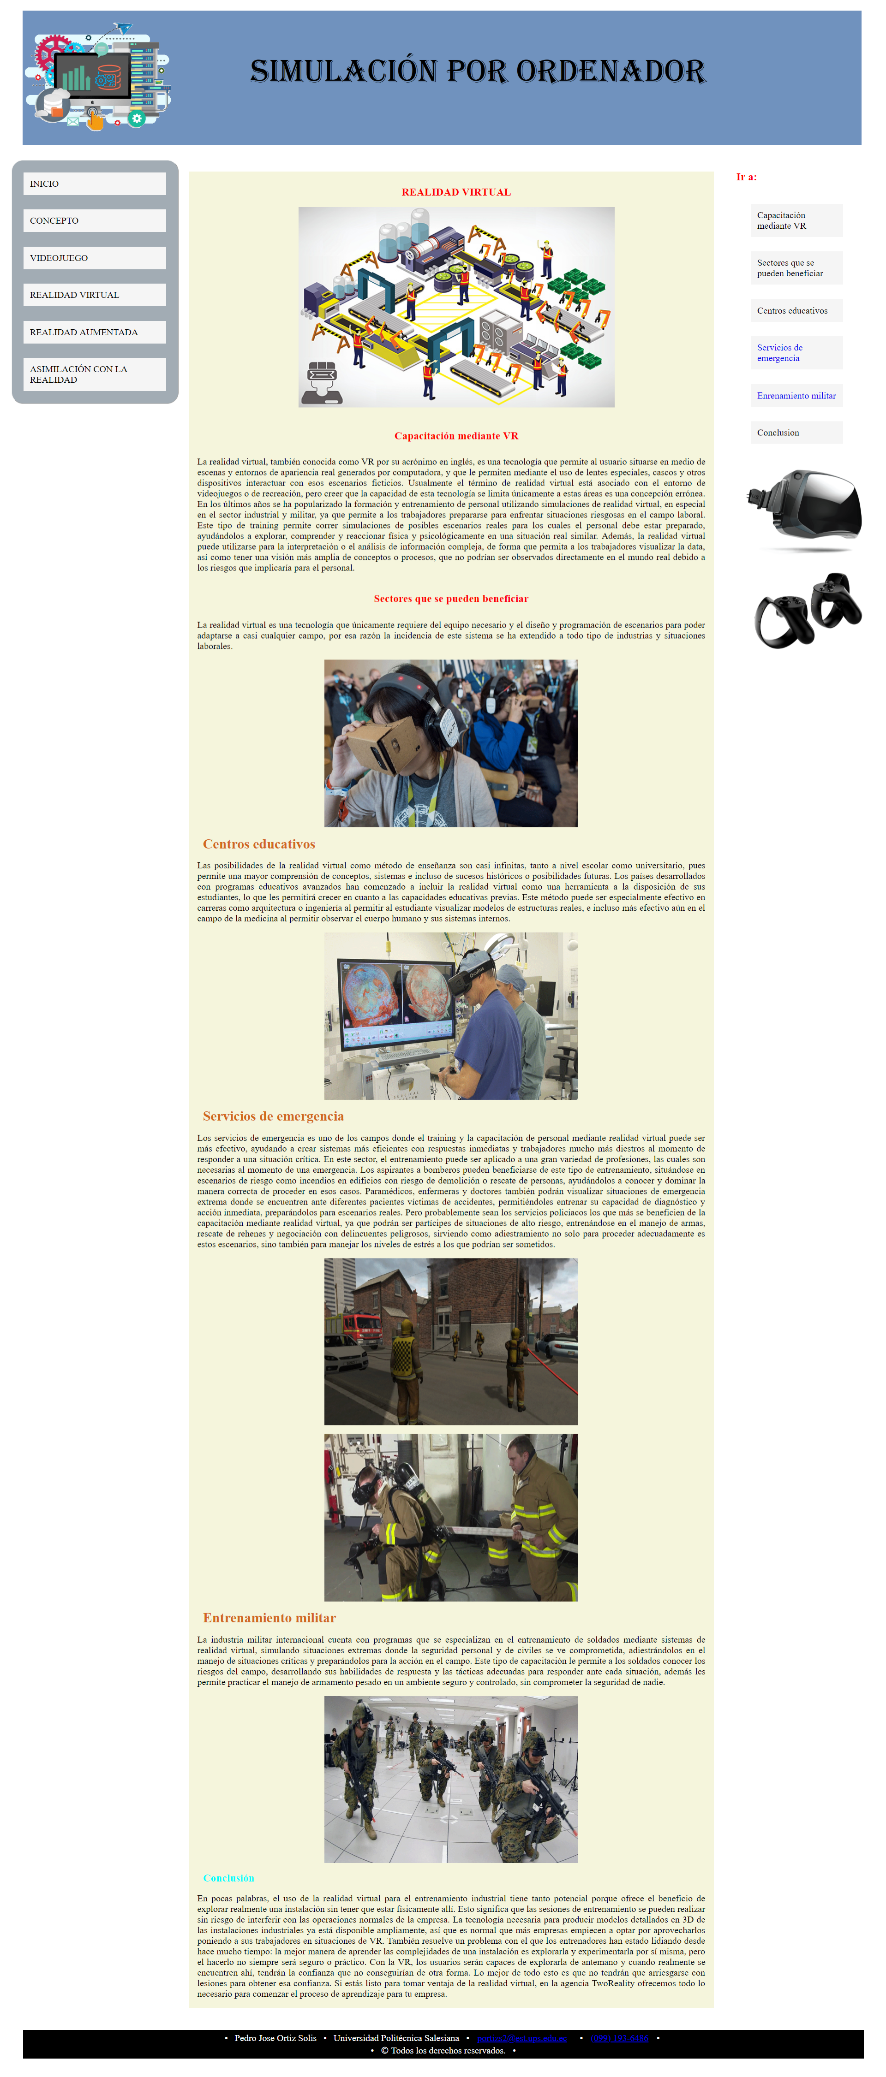 SIMULACIÓN POR ORDENADOR
INICIO
CONCEPTO
VIDEOJUEGO
REALIDAD VIRTUAL
REALIDAD AUMENTADA
ASIMILACIÓN CON LA
REALIDAD
REALIDAD VIRTUAL
Capacitación mediante VR
La realidad virtual, también conocida como VR por su acrónimo en inglés, es una tecnología que permite al usuario situarse en medio de
escenas y entornos de apariencia real generados por computadora, y que le permiten mediante el uso de lentes especiales, cascos y otros
dispositivos interactuar con esos escenarios ficticios. Usualmente el término de realidad virtual está asociado con el entorno de
videojuegos o de recreación, pero creer que la capacidad de esta tecnología se limita únicamente a estas áreas es una concepción errónea.
En los últimos años se ha popularizado la formación y entrenamiento de personal utilizando simulaciones de realidad virtual, en especial
en el sector industrial y militar, ya que permite a los trabajadores prepararse para enfrentar situaciones riesgosas en el campo laboral.
Este tipo de training permite correr simulaciones de posibles escenarios reales para los cuales el personal debe estar preparado,
ayudándolos a explorar, comprender y reaccionar física y psicológicamente en una situación real similar. Además, la realidad virtual
puede utilizarse para la interpretación o el análisis de información compleja, de forma que permita a los trabajadores visualizar la data,
así como tener una visión más amplia de conceptos o procesos, que no podrían ser observados directamente en el mundo real debido a
los riesgos que implicaría para el personal.
Sectores que se pueden beneficiar
La realidad virtual es una tecnología que únicamente requiere del equipo necesario y el diseño y programación de escenarios para poder
adaptarse a casi cualquier campo, por esa razón la incidencia de este sistema se ha extendido a todo tipo de industrias y situaciones
laborales.
Centros educativos
Las posibilidades de la realidad virtual como método de enseñanza son casi infinitas, tanto a nivel escolar como universitario, pues
permite una mayor comprensión de conceptos, sistemas e incluso de sucesos históricos o posibilidades futuras. Los países desarrollados
con programas educativos avanzados han comenzado a incluir la realidad virtual como una herramienta a la disposición de sus
estudiantes, lo que les permitirá crecer en cuanto a las capacidades educativas previas. Este método puede ser especialmente efectivo en
carreras como arquitectura o ingeniería al permitir al estudiante visualizar modelos de estructuras reales, e incluso más efectivo aún en el
campo de la medicina al permitir observar el cuerpo humano y sus sistemas internos.
Servicios de emergencia
Los servicios de emergencia es uno de los campos donde el training y la capacitación de personal mediante realidad virtual puede ser
más efectivo, ayudando a crear sistemas más eficientes con respuestas inmediatas y trabajadores mucho más diestros al momento de
responder a una situación crítica. En este sector, el entrenamiento puede ser aplicado a una gran variedad de profesiones, las cuales son
necesarias al momento de una emergencia. Los aspirantes a bomberos pueden beneficiarse de este tipo de entrenamiento, situándose en
escenarios de riesgo como incendios en edificios con riesgo de demolición o rescate de personas, ayudándolos a conocer y dominar la
manera correcta de proceder en esos casos. Paramédicos, enfermeras y doctores también podrán visualizar situaciones de emergencia
extrema donde se encuentren ante diferentes pacientes víctimas de accidentes, permitiéndoles entrenar su capacidad de diagnóstico y
acción inmediata, preparándolos para escenarios reales. Pero probablemente sean los servicios policiacos los que más se beneficien de la
capacitación mediante realidad virtual, ya que podrán ser partícipes de situaciones de alto riesgo, entrenándose en el manejo de armas,
rescate de rehenes y negociación con delincuentes peligrosos, sirviendo como adiestramiento no solo para proceder adecuadamente es
estos escenarios, sino también para manejar los niveles de estrés a los que podrían ser sometidos.
Entrenamiento militar
La industria militar internacional cuenta con programas que se especializan en el entrenamiento de soldados mediante sistemas de
realidad virtual, simulando situaciones extremas donde la seguridad personal y de civiles se ve comprometida, adiestrándolos en el
manejo de situaciones críticas y preparándolos para la acción en el campo. Este tipo de capacitación le permite a los soldados conocer los
riesgos del campo, desarrollando sus habilidades de respuesta y las tácticas adecuadas para responder ante cada situación, además les
permite practicar el manejo de armamento pesado en un ambiente seguro y controlado, sin comprometer la seguridad de nadie.
Conclusión
En pocas palabras, el uso de la realidad virtual para el entrenamiento industrial tiene tanto potencial porque ofrece el beneficio de
explorar realmente una instalación sin tener que estar físicamente allí. Esto significa que las sesiones de entrenamiento se pueden realizar
sin riesgo de interferir con las operaciones normales de la empresa. La tecnología necesaria para producir modelos detallados en 3D de
las instalaciones industriales ya está disponible ampliamente, así que es normal que más empresas empiecen a optar por aprovecharlos
poniendo a sus trabajadores en situaciones de VR. También resuelve un problema con el que los entrenadores han estado lidiando desde
hace mucho tiempo: la mejor manera de aprender las complejidades de una instalación es explorarla y experimentarla por sí misma, pero
el hacerlo no siempre será seguro o práctico. Con la VR, los usuarios serán capaces de explorarla de antemano y cuando realmente se
encuentren ahí, tendrán la confianza que no conseguirían de otra forma. Lo mejor de todo esto es que no tendrán que arriesgarse con
lesiones para obtener esa confianza. Si estás listo para tomar ventaja de la realidad virtual, en la agencia TwoReality ofrecemos todo lo
necesario para comenzar el proceso de aprendizaje para tu empresa.
Ir a:
Capacitación
mediante VR
Sectores que se
pueden beneficiar
Centros educativos
Servicios de
emergencia
Enrenamiento militar
Conclusion
• Pedro Jose Ortiz Solis • Universidad Politécnica Salesiana • • •
• © Todos los derechos reservados. •